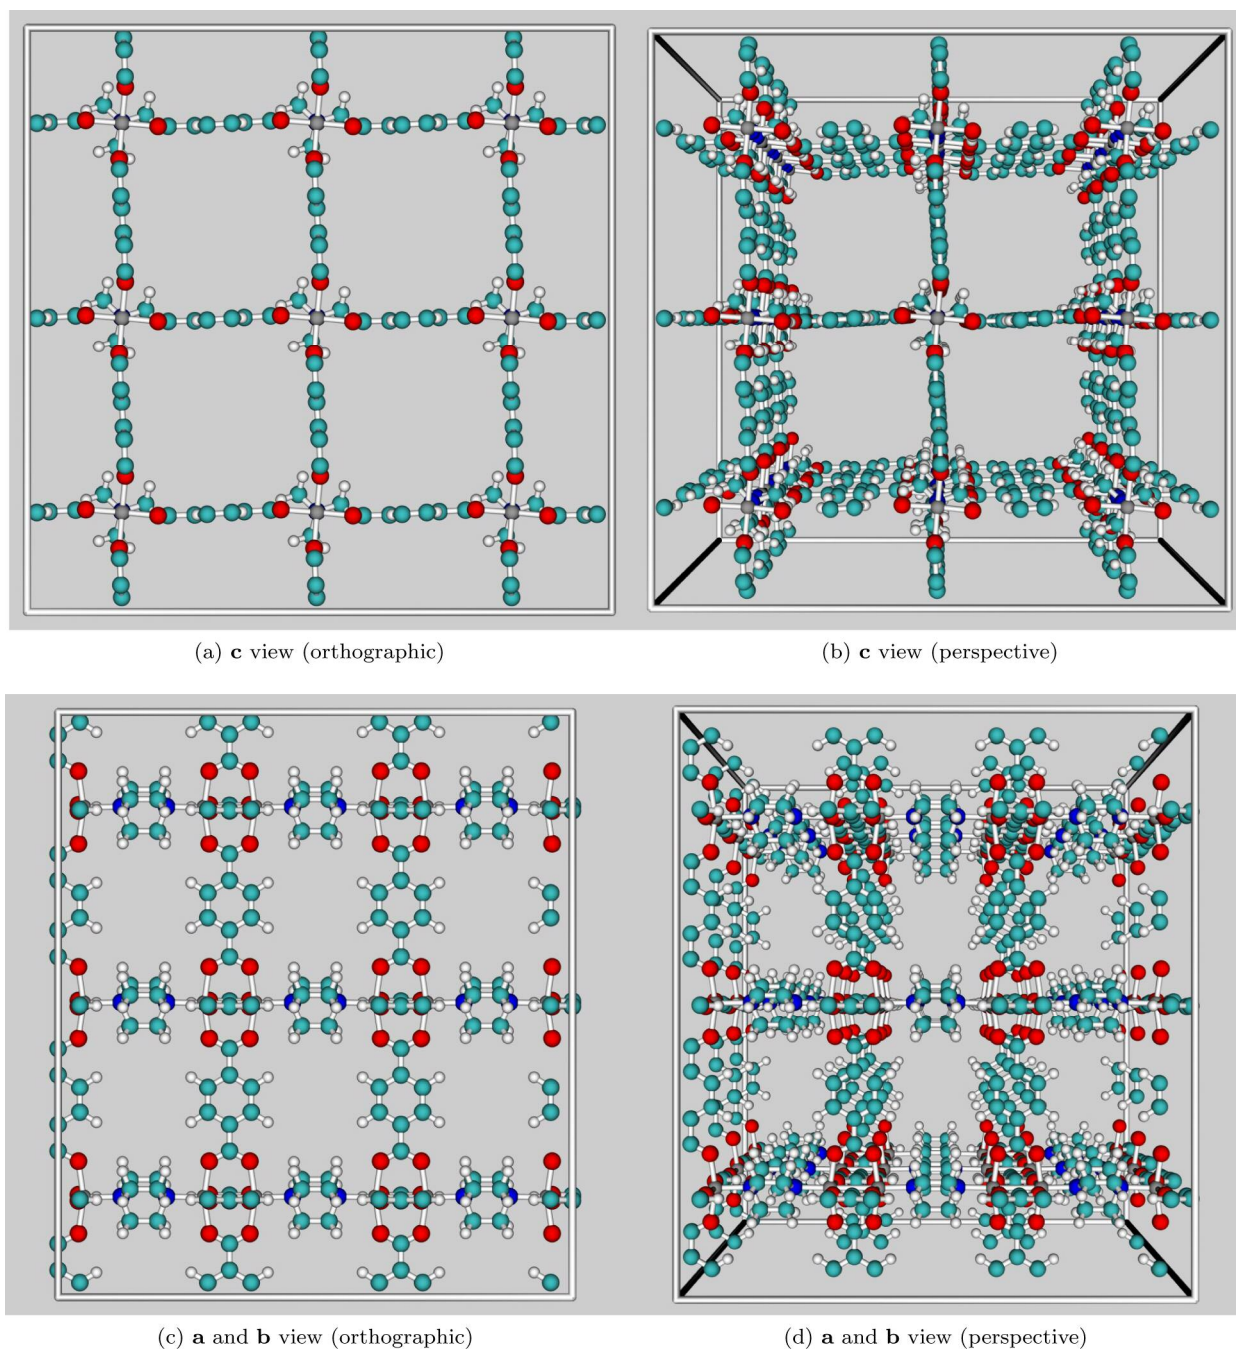 (a) c view (orthographic)
(b) c view (perspective)
(c) a and b view (orthographic)
(d) a and b view (perspective)